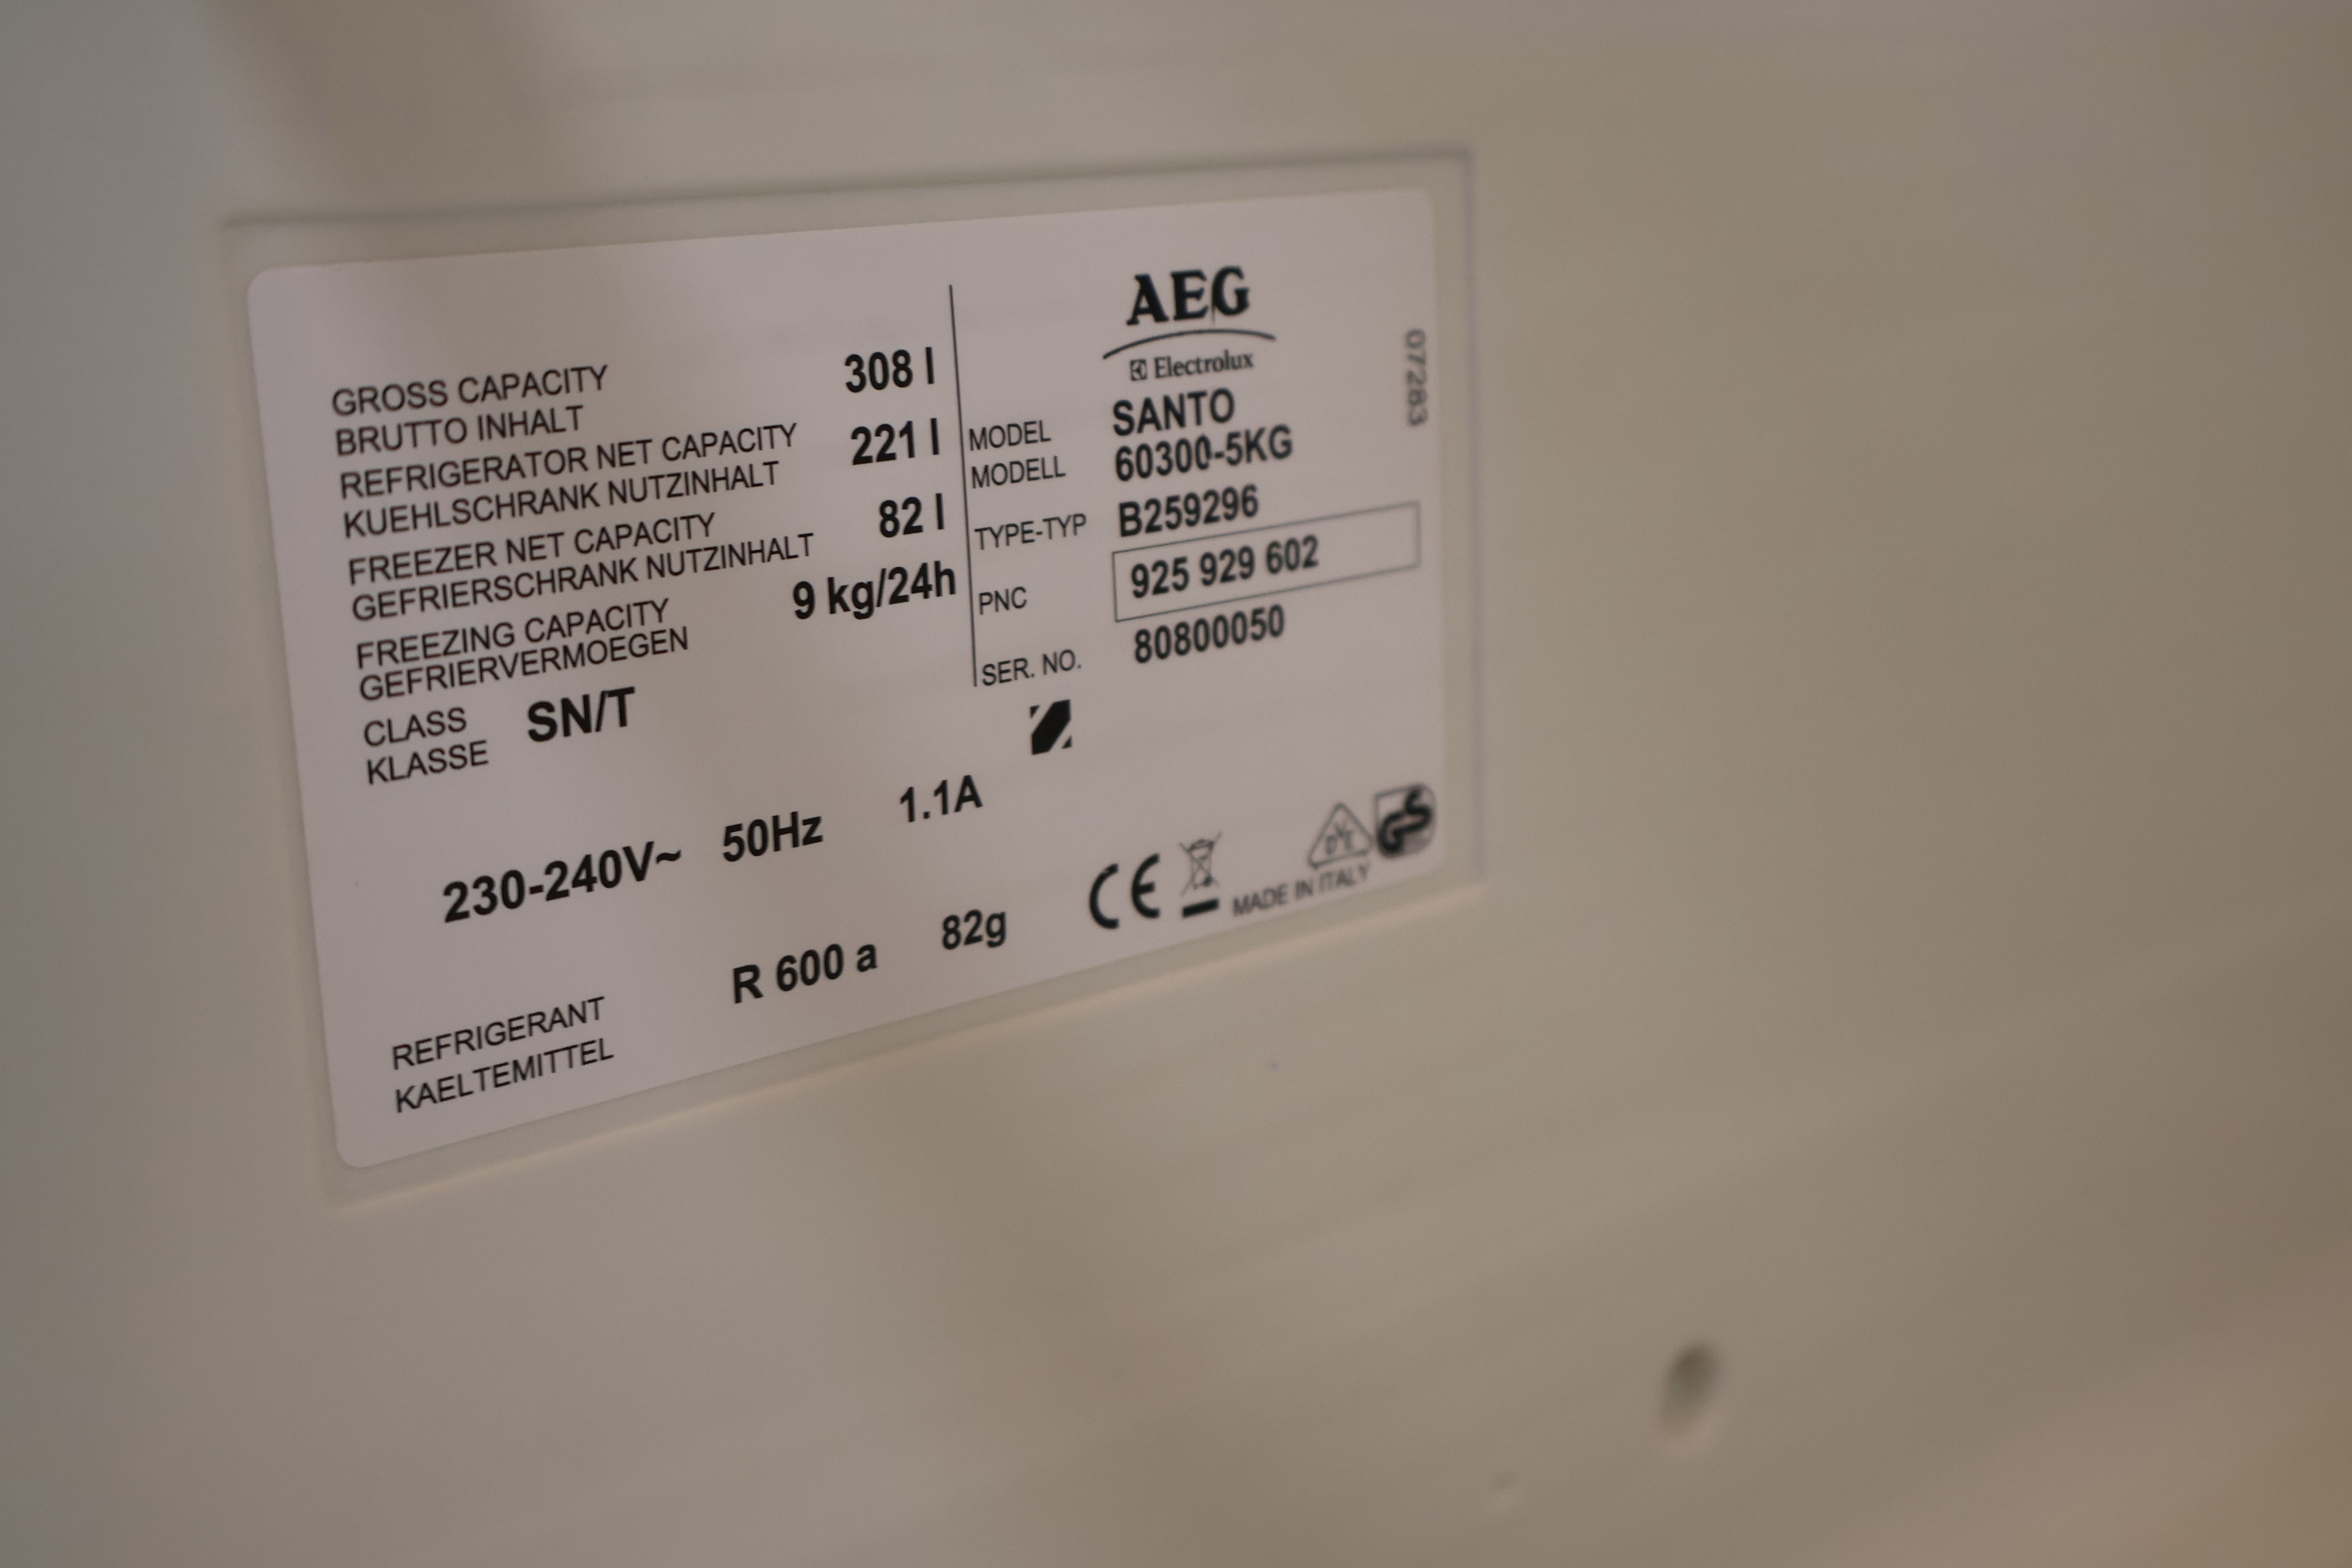 GROSS CAPACITY
BRUTTO INHALT
308 l
REFRIGERATOR NET CAPACITY
KUEHLSCHRANK NUTZINHALT
221 l
FREEZER NET CAPACITY
GEFRIERSCHRANK NUTZINHALT
82 l
FREEZING CAPACITY
GEFRIERVERMOEGEN
9 kg/24h
CLASS
KLASSE
SN/T
230-240V~ 50Hz 1.1A
REFRIGERANT
KAELTEMITTEL
R 600 a 82g
AEG
Electrolux
MODEL
MODELL
SANTO
60300-5KG
TYPE-TYP B259296
PNC 925 929 602
SER. NO. 80800050
07283
CE
DVE
GS
MADE IN ITALY